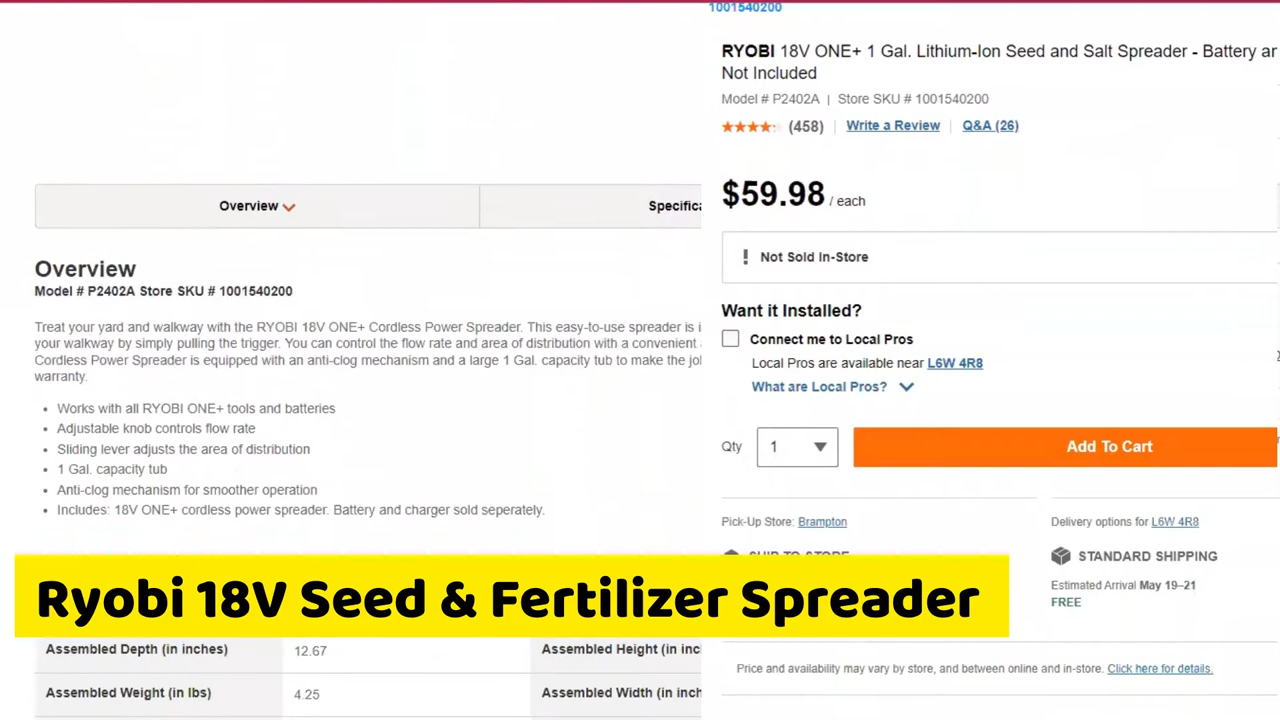 1001540200
RYOBI 18V ONE+ 1 Gal. Lithium-Ion Seed and Salt Spreader - Battery ar
Not Included
Model # P2402A | Store SKU # 1001540200
(458) Write a Review Q&A (26)
$59.98 / each
Not Sold In-Store
Want it Installed?
Connect me to Local Pros
Local Pros are available near L6W 4R8
What are Local Pros?
Qty 1 Add To Cart
Pick-Up Store: Brampton
SHIP TO STORE
Delivery options for L6W 4R8
STANDARD SHIPPING
Estimated Arrival May 19–21
FREE
Price and availability may vary by store, and between online and in-store. Click here for details.
Overview Specifica
Overview
Model # P2402A Store SKU # 1001540200
Treat your yard and walkway with the RYOBI 18V ONE+ Cordless Power Spreader. This easy-to-use spreader is i
your walkway by simply pulling the trigger. You can control the flow rate and area of distribution with a convenient
Cordless Power Spreader is equipped with an anti-clog mechanism and a large 1 Gal. capacity tub to make the jo
warranty.
• Works with all RYOBI ONE+ tools and batteries
• Adjustable knob controls flow rate
• Sliding lever adjusts the area of distribution
• 1 Gal. capacity tub
• Anti-clog mechanism for smoother operation
• Includes: 18V ONE+ cordless power spreader. Battery and charger sold seperately.
Ryobi 18V Seed & Fertilizer Spreader
Assembled Depth (in inches) 12.67 Assembled Height (in inc
Assembled Weight (in lbs) 4.25 Assembled Width (in inch